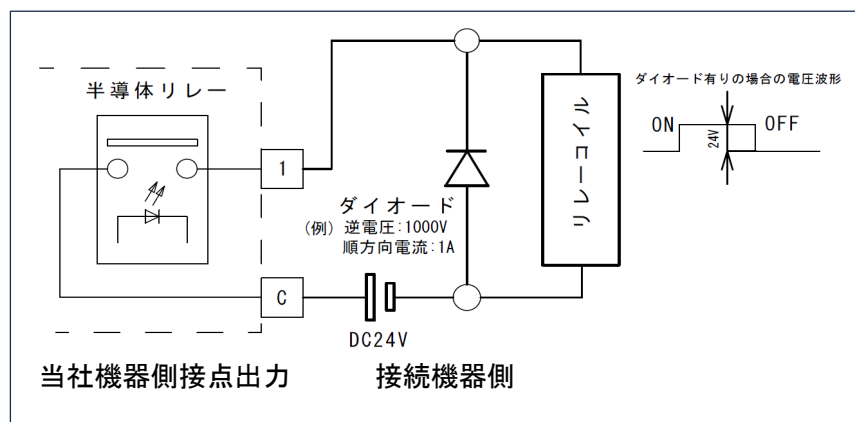 半導体リレー
1
C
ダイオード
(例) 逆電圧:1000V
順方向電流:1A
DC24V
リレーコイル
ダイオード有りの場合の電圧波形
ON
24V
OFF
当社機器側接点出力
接続機器側